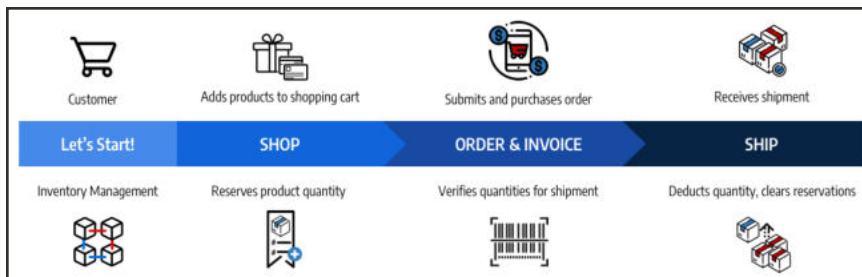 Customer
Adds products to shopping cart
Submits and purchases order
Receives shipment
Let's Start!
SHOP
ORDER & INVOICE
SHIP
Inventory Management
Reserves product quantity
Verifies quantities for shipment
Deducts quantity, clears reservations